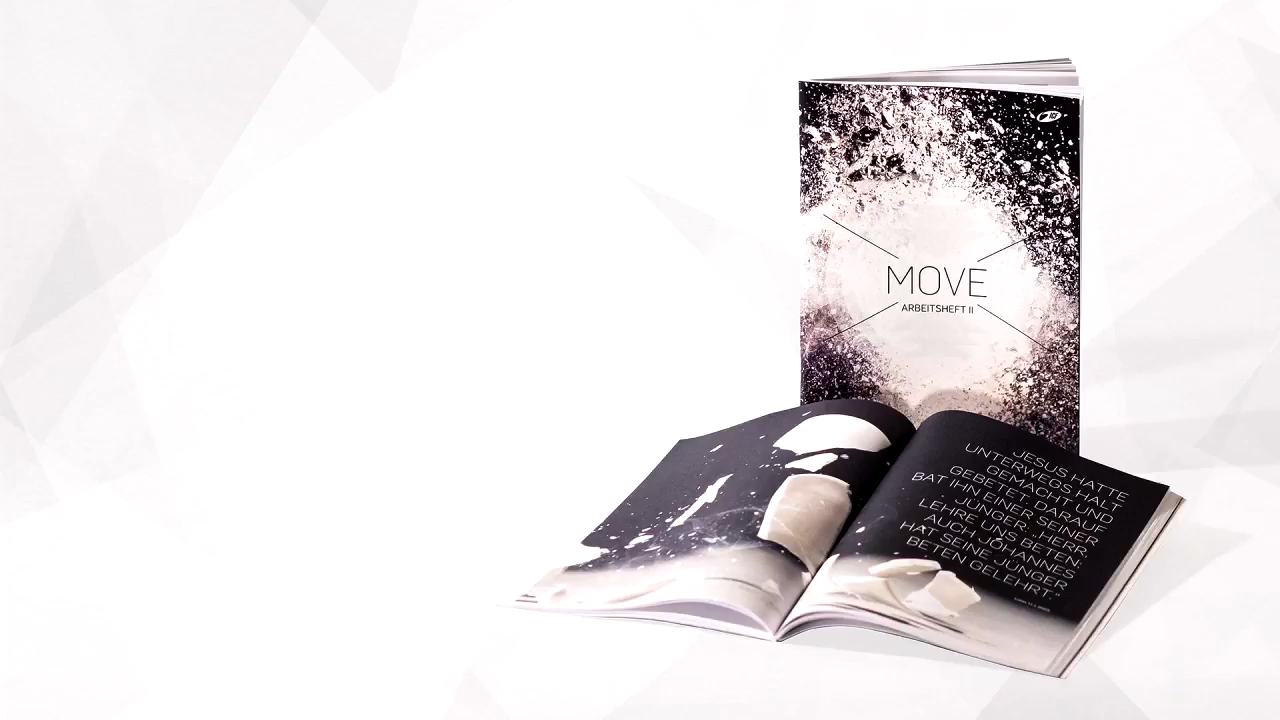 MOVE
ARBEITSHEFT II
JESUS HATTE
UNTERWEGS HALT
GEMACHT UND
GEBETET. DARAUF
BAT IHN EINER SEINER
JÜNGER: „HERR,
LEHRE UNS BETEN;
AUCH JOHANNES
HAT SEINE JÜNGER
BETEN GELEHRT.“